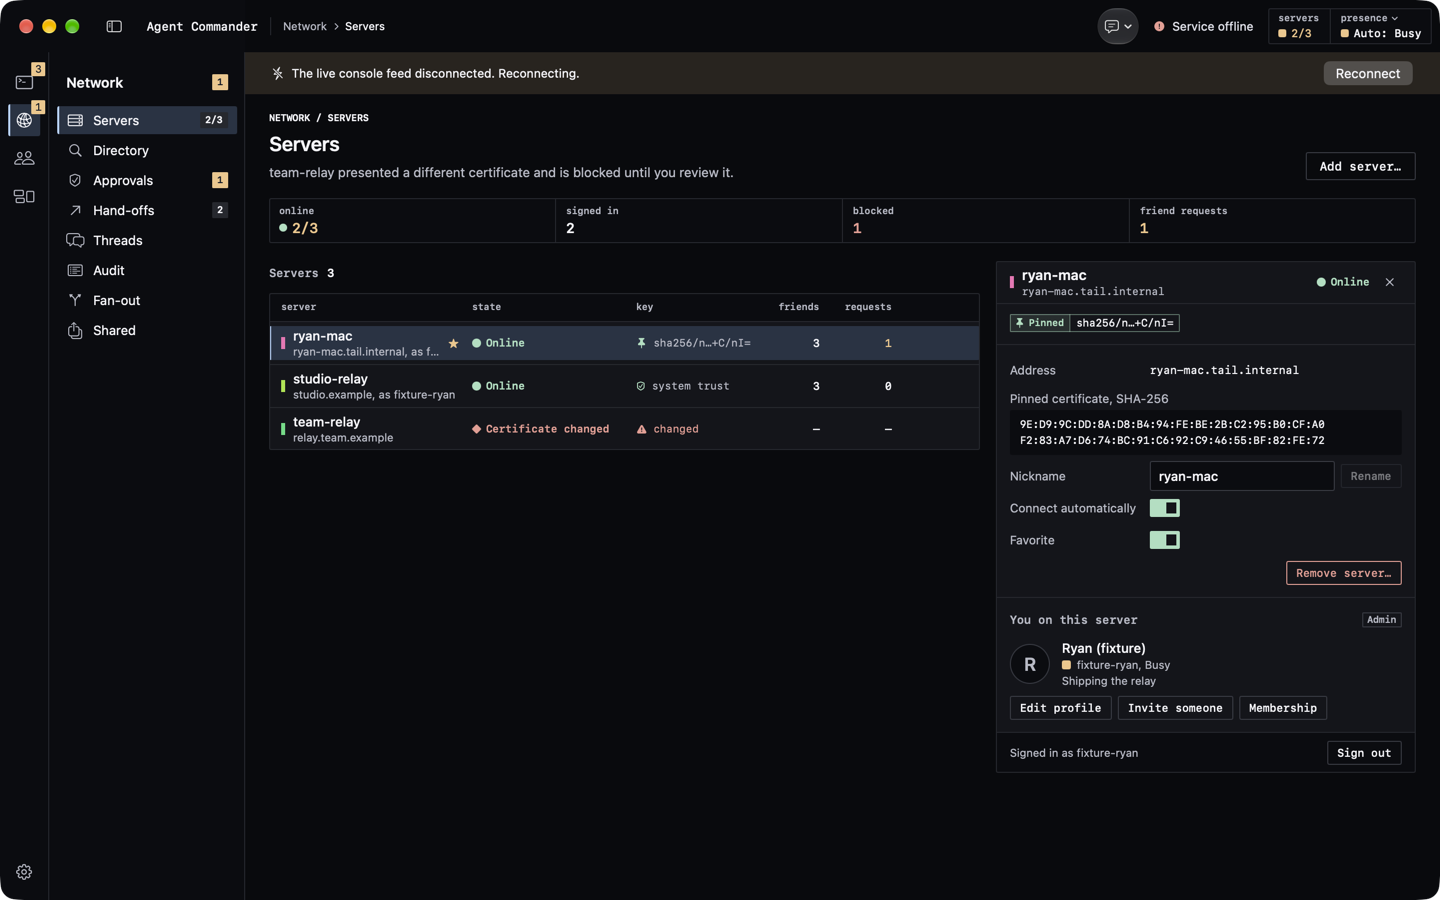 Agent Commander
Network > Servers
Service offline
servers
2/3
presence
Auto: Busy
3
1
Network
1
Servers
2/3
Directory
Approvals
1
Hand-offs
2
Threads
Audit
Fan-out
Shared
The live console feed disconnected. Reconnecting.
Reconnect
NETWORK / SERVERS
Servers
team-relay presented a different certificate and is blocked until you review it.
Add server…
online
2/3
signed in
2
blocked
1
friend requests
1
Servers 3
server state key friends requests
ryan-mac
ryan-mac.tail.internal, as f…
Online
sha256/n…+C/nI=
3
1
studio-relay
studio.example, as fixture-ryan
Online
system trust
3
0
team-relay
relay.team.example
Certificate changed
changed
–
–
ryan-mac
ryan-mac.tail.internal
Online
Pinned
sha256/n…+C/nI=
Address
ryan-mac.tail.internal
Pinned certificate, SHA-256
9E:D9:9C:DD:8A:D8:B4:94:FE:BE:2B:C2:95:B0:CF:A0
F2:83:A7:D6:74:BC:91:C6:92:C9:46:55:BF:82:FE:72
Nickname
ryan-mac
Rename
Connect automatically
Favorite
Remove server…
You on this server
Admin
R
Ryan (fixture)
fixture-ryan, Busy
Shipping the relay
Edit profile
Invite someone
Membership
Signed in as fixture-ryan
Sign out